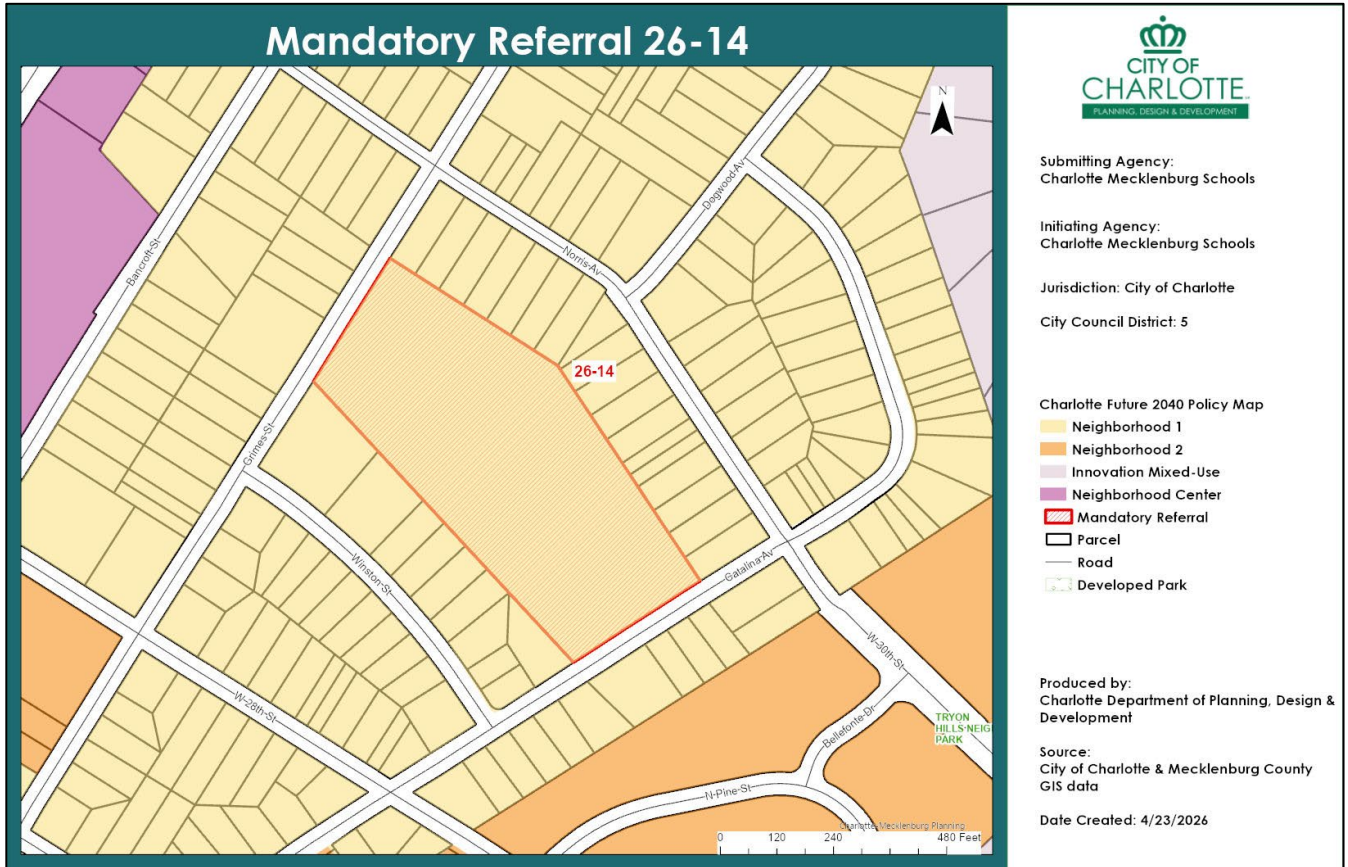 Mandatory Referral 26-14
N
Bancroft St
Norris Av
Dogwood Av
26-14
Grimes St
Winston St
Catalina Av
W 28th St
W 30th St
Bellefonte Dr
N Pine St
TRYON
HILLS NEIG
PARK
Charlotte-Mecklenburg Planning
0 120 240 480 Feet
CITY OF
CHARLOTTE
PLANNING, DESIGN & DEVELOPMENT
Submitting Agency:
Charlotte Mecklenburg Schools
Initiating Agency:
Charlotte Mecklenburg Schools
Jurisdiction: City of Charlotte
City Council District: 5
Charlotte Future 2040 Policy Map
Neighborhood 1
Neighborhood 2
Innovation Mixed-Use
Neighborhood Center
Mandatory Referral
Parcel
Road
Developed Park
Produced by:
Charlotte Department of Planning, Design &
Development
Source:
City of Charlotte & Mecklenburg County
GIS data
Date Created: 4/23/2026